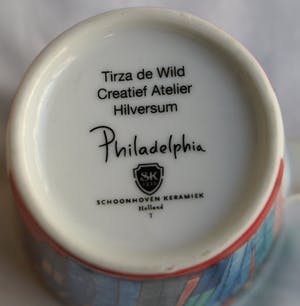 Tirza de Wild
Creatief Atelier
Hilversum
Philadelphia
SK
SCHOONHOVEN KERAMIEK
Holland
T